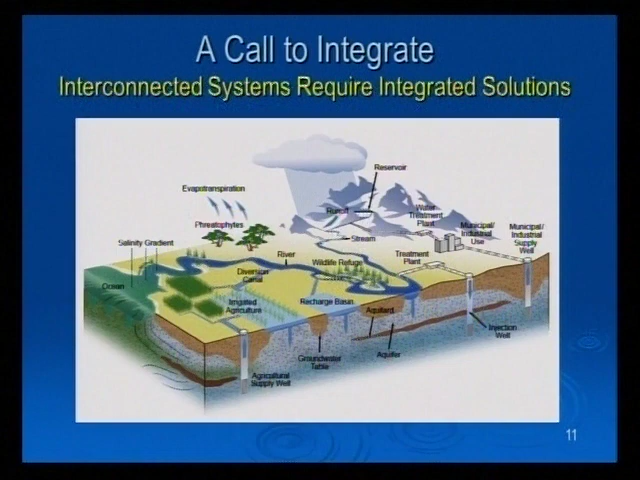 A Call to Integrate
Interconnected Systems Require Integrated Solutions
Reservoir
Evapotranspiration
Runoff
Water
Treatment
Plant
Phreatophytes
Municipal/
Industrial
Use
Municipal/
Industrial
Supply
Well
Stream
Salinity Gradient
River
Wildlife Refuge
Treatment
Plant
Diversion
Canal
Ocean
Irrigated
Agriculture
Recharge Basin
Aquitard
Injection
Well
Groundwater
Table
Aquifer
Agricultural
Supply Well
11